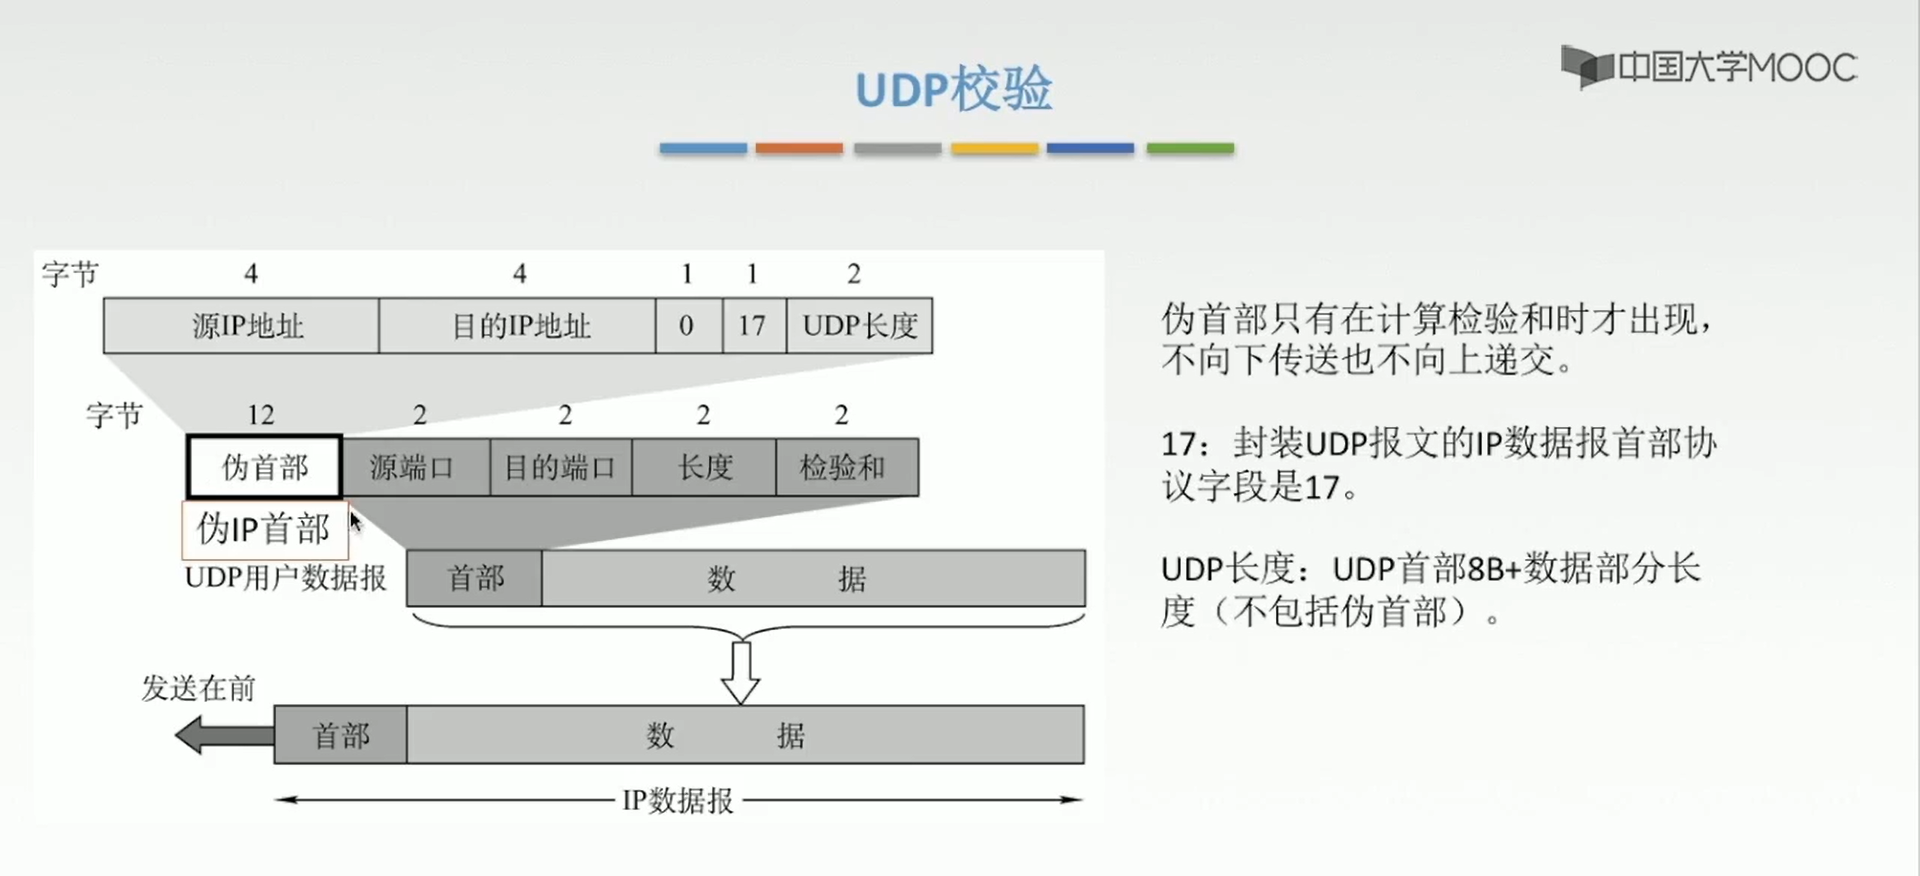 UDP校验
中国大学MOOC
字节 4 4 1 1 2
源IP地址 目的IP地址 0 17 UDP长度
字节 12 2 2 2 2
伪首部 源端口 目的端口 长度 检验和
伪IP首部
UDP用户数据报 首部 数 据
发送在前
首部 数 据
IP数据报
伪首部只有在计算检验和时才出现，
不向下传送也不向上递交。
17：封装UDP报文的IP数据报首部协
议字段是17。
UDP长度：UDP首部8B+数据部分长
度（不包括伪首部）。